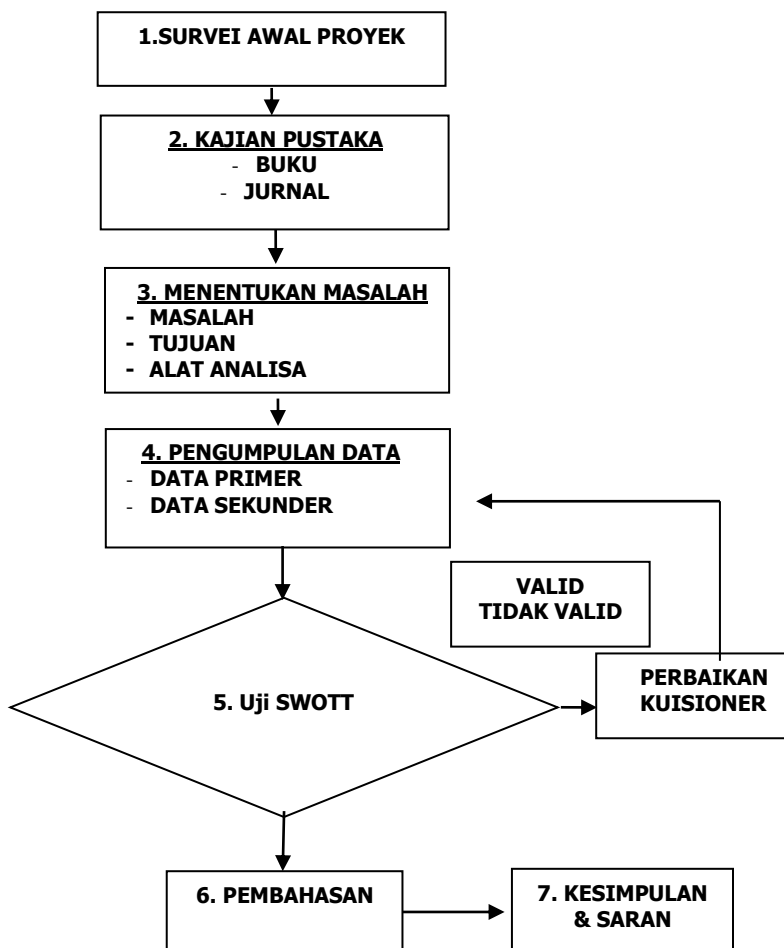 1.SURVEI AWAL PROYEK
2. KAJIAN PUSTAKA
- BUKU
- JURNAL
3. MENENTUKAN MASALAH
- MASALAH
- TUJUAN
- ALAT ANALISA
4. PENGUMPULAN DATA
- DATA PRIMER
- DATA SEKUNDER
VALID
TIDAK VALID
5. Uji SWOTT
PERBAIKAN
KUISIONER
6. PEMBAHASAN
7. KESIMPULAN
& SARAN